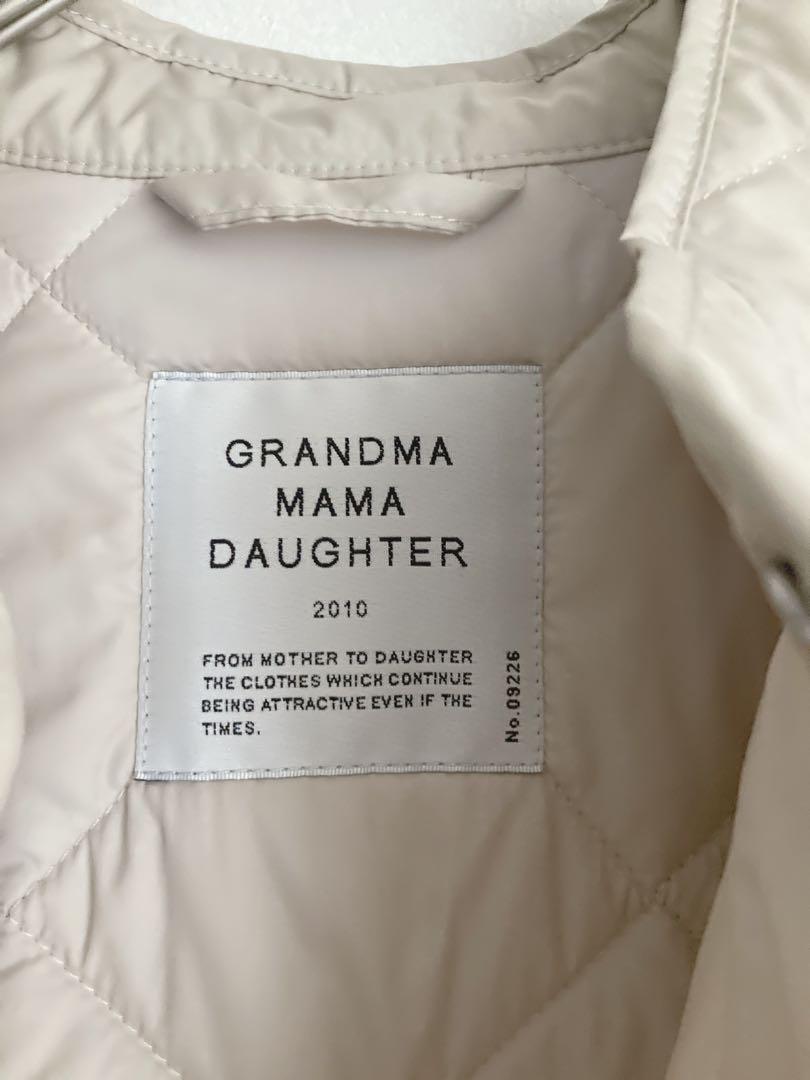 GRANDMA
MAMA
DAUGHTER
2010
FROM MOTHER TO DAUGHTER
THE CLOTHES WHICH CONTINUE
BEING ATTRACTIVE EVEN IF THE
TIMES.
No.09226